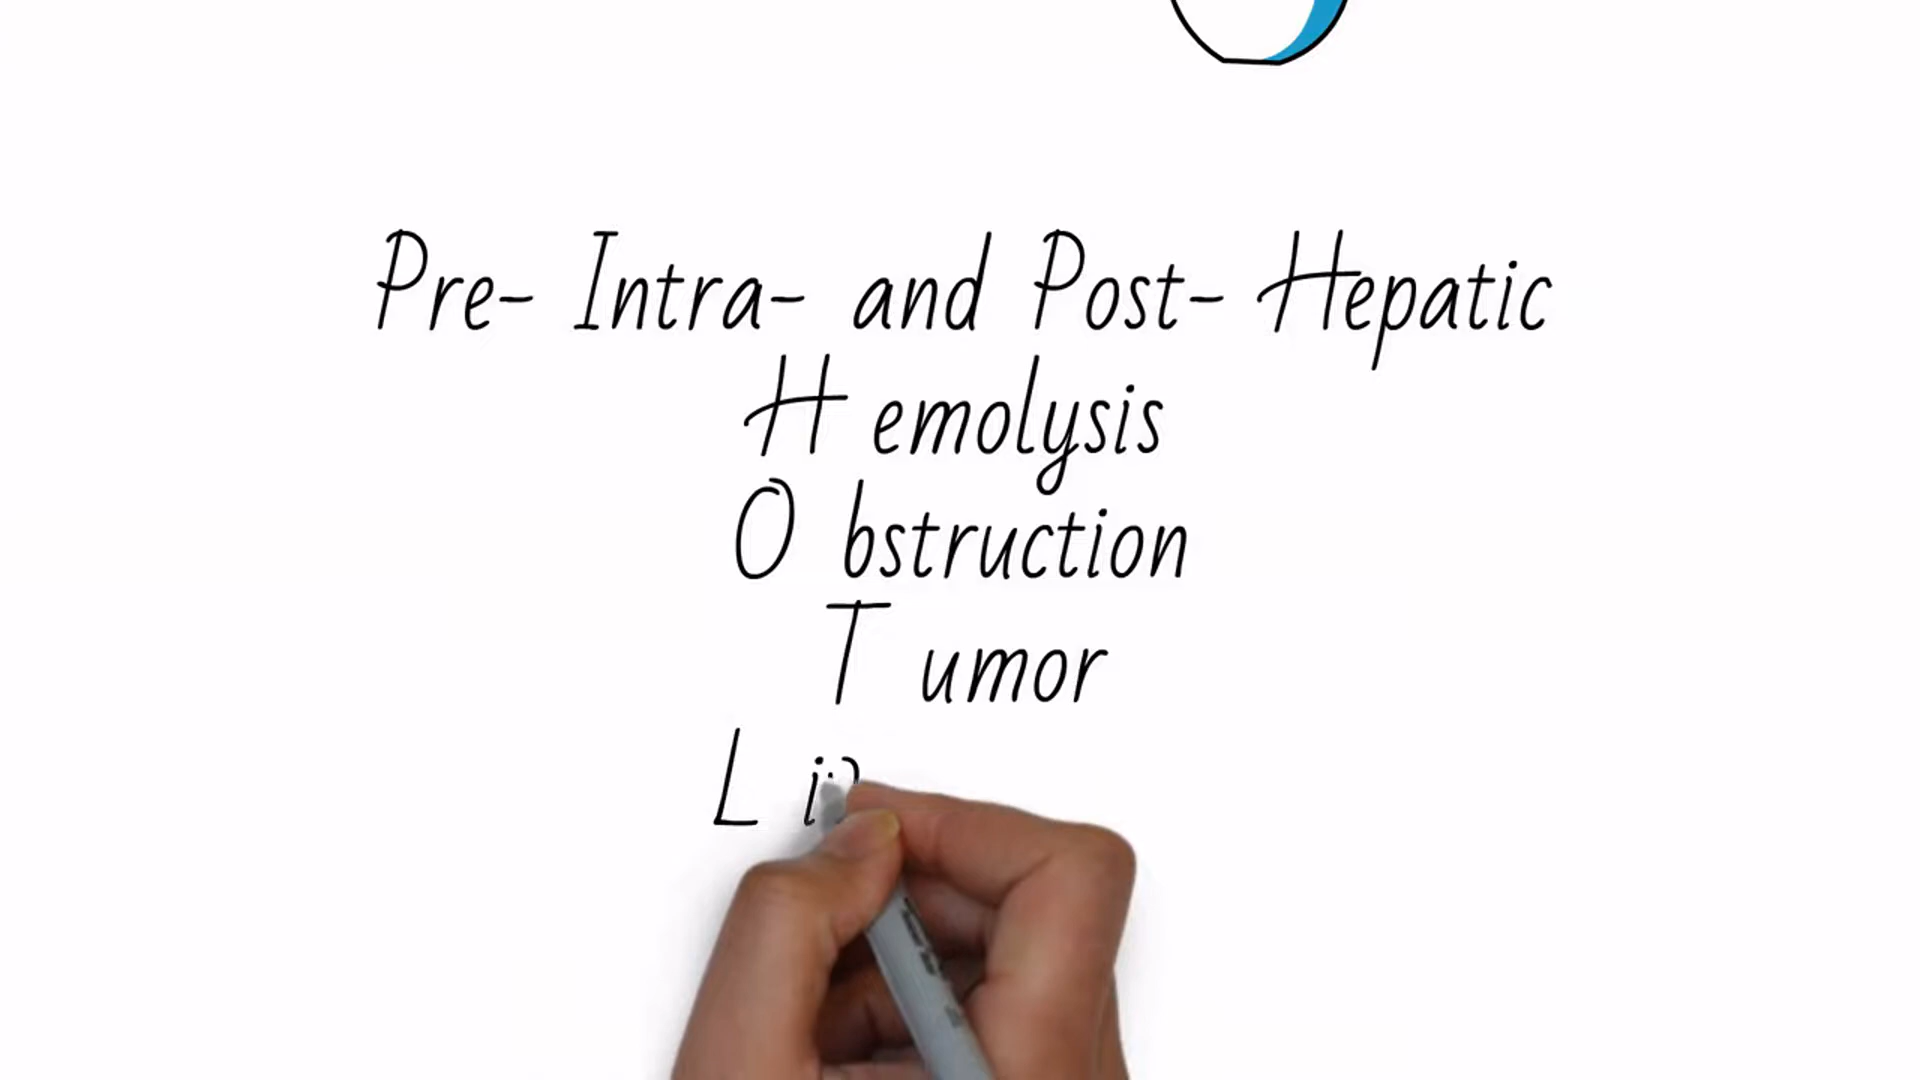 Pre- Intra- and Post- Hepatic
H emolysis
O bstruction
T umor
L